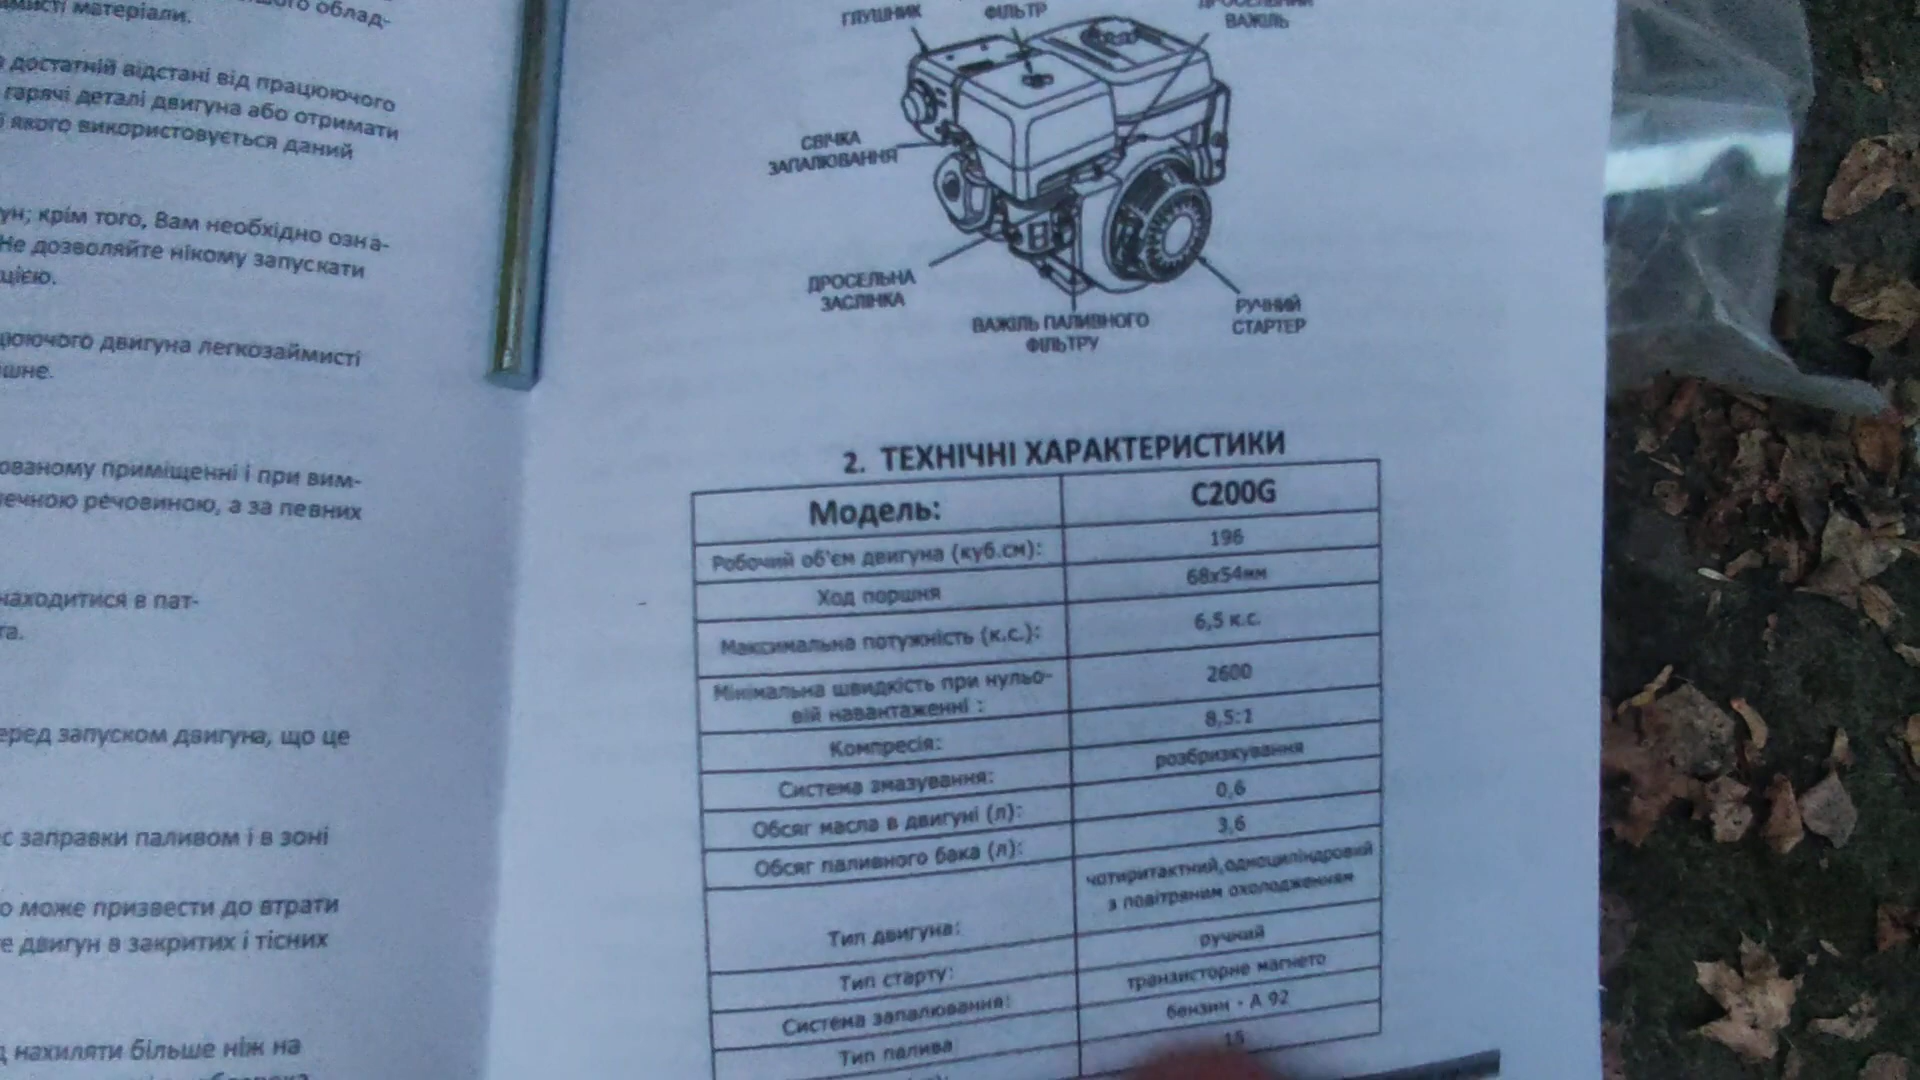 мисті матеріали.
достатній відстані від працюючого
гарячі деталі двигуна або отримати
якого використовується даний
ун; крім того, Вам необхідно озна-
Не дозволяйте нікому запускати
цією.
цюючого двигуна легкозаймисті
ішне.
ованому приміщенні і при вим-
печною речовиною, а за певних
находитися в пат-
та.
еред запуском двигуна, що це
с заправки паливом і в зоні
о може призвести до втрати
е двигун в закритих і тісних
нахиляти більше ніж на
ГЛУШНИК
ФІЛЬТР
ВАЖІЛЬ
СВІЧКА
ЗАПАЛЮВАННЯ
ДРОСЕЛЬНА
ЗАСЛІНКА
ВАЖІЛЬ ПАЛИВНОГО
ФІЛЬТРУ
РУЧНИЙ
СТАРТЕР
2. ТЕХНІЧНІ ХАРАКТЕРИСТИКИ
Модель: C200G
Робочий об'єм двигуна (куб.см): 196
Ход поршня 68x54мм
Максимальна потужність (к.с.): 6,5 к.с.
Мінімальна швидкість при нульо- 2600
вій навантаженні :
Компресія: 8,5:1
Система змазування: розбризкування
Обсяг масла в двигуні (л): 0,6
Обсяг паливного бака (л): 3,6
Тип двигуна: чотиритактний,одноциліндровий
з повітряним охолодженням
Тип старту: ручний
Система запалювання: транзисторне магнето
Тип палива бензин - А 92
15